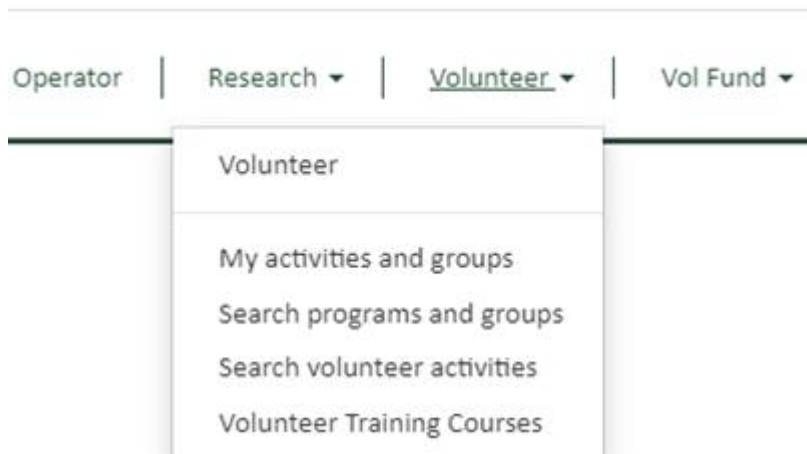 Operator | Research | Volunteer | Vol Fund
Volunteer
My activities and groups
Search programs and groups
Search volunteer activities
Volunteer Training Courses